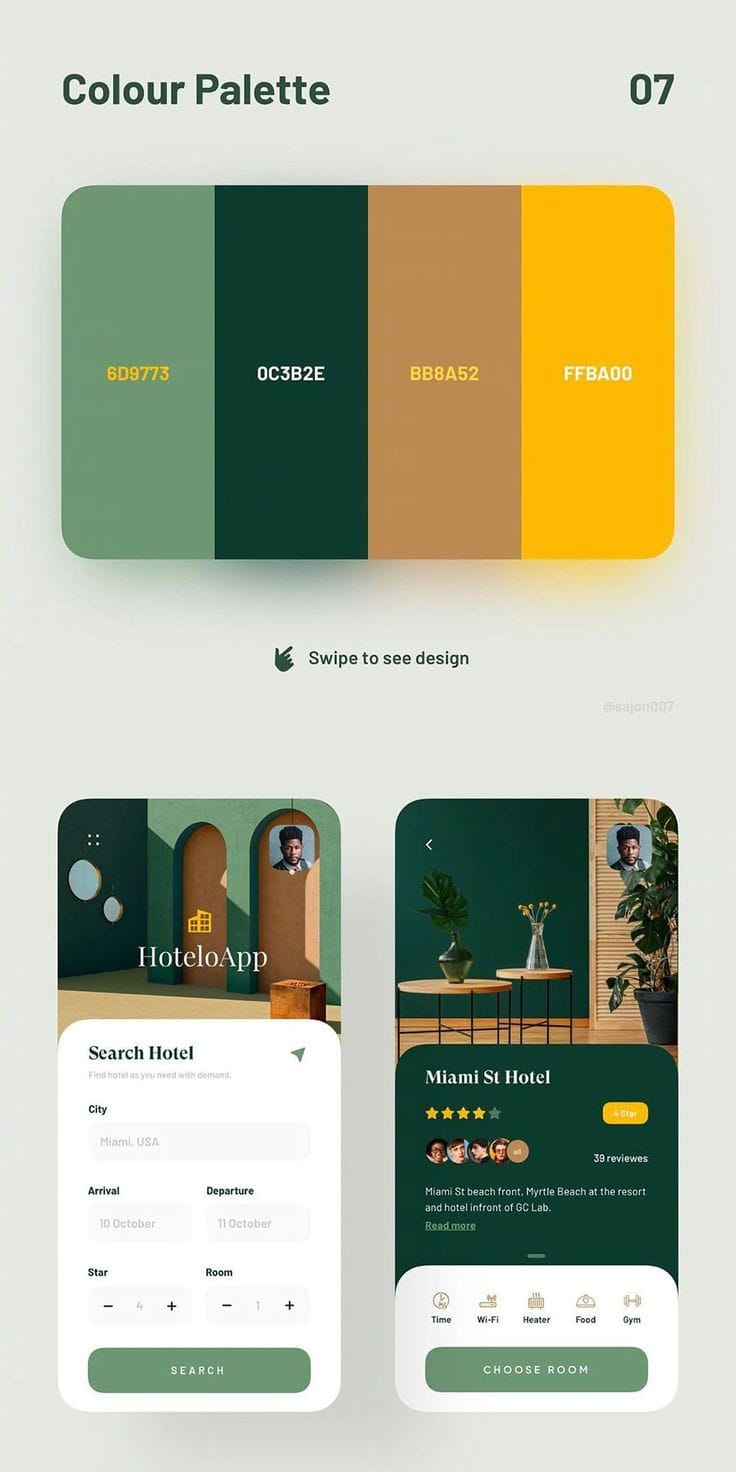 Colour Palette
07
6D9773
0C3B2E
BB8A52
FFBA00
Swipe to see design
@sajon007
HoteloApp
Search Hotel
Find hotel as you need with demand.
City
Miami, USA
Arrival
Departure
10 October
11 October
Star
Room
4
1
SEARCH
Miami St Hotel
4 Star
all
39 reviewes
Miami St beach front, Myrtle Beach at the resort
and hotel infront of GC Lab.
Read more
Time
Wi-Fi
Heater
Food
Gym
CHOOSE ROOM